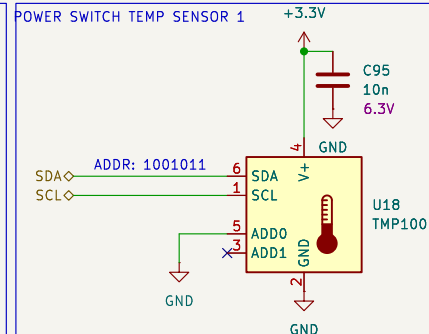 POWER SWITCH TEMP SENSOR 1
+3.3V
C95
10n
6.3V
GND
ADDR: 1001011
SDA
SCL
6
1
5
3
4
2
SDA
SCL
ADD0
ADD1
V+
GND
U18
TMP100
GND
GND